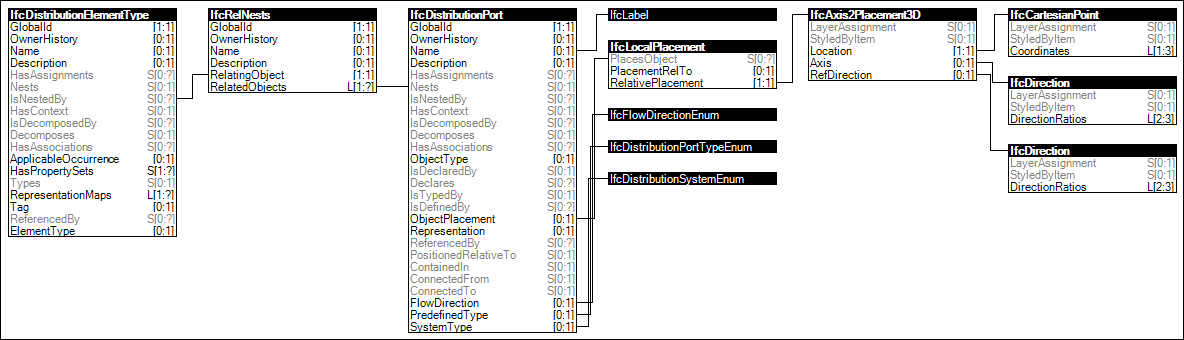 IfcDistributionElementType
GlobalId [1:1]
OwnerHistory [0:1]
Name [0:1]
Description [0:1]
HasAssignments S[0:?]
Nests S[0:1]
IsNestedBy S[0:?]
HasContext S[0:1]
IsDecomposedBy S[0:?]
Decomposes S[0:1]
HasAssociations S[0:?]
ApplicableOccurrence [0:1]
HasPropertySets S[1:?]
Types S[0:1]
RepresentationMaps L[1:?]
Tag [0:1]
ReferencedBy S[0:?]
ElementType [0:1]
IfcRelNests
GlobalId [1:1]
OwnerHistory [0:1]
Name [0:1]
Description [0:1]
RelatingObject [1:1]
RelatedObjects L[1:?]
IfcDistributionPort
GlobalId [1:1]
OwnerHistory [0:1]
Name [0:1]
Description [0:1]
HasAssignments S[0:?]
Nests S[0:1]
IsNestedBy S[0:?]
HasContext S[0:1]
IsDecomposedBy S[0:?]
Decomposes S[0:1]
HasAssociations S[0:?]
ObjectType [0:1]
IsDeclaredBy S[0:1]
Declares S[0:?]
IsTypedBy S[0:1]
IsDefinedBy S[0:?]
ObjectPlacement [0:1]
Representation [0:1]
ReferencedBy S[0:?]
PositionedRelativeTo S[0:1]
ContainedIn S[0:1]
ConnectedFrom S[0:1]
ConnectedTo S[0:1]
FlowDirection [0:1]
PredefinedType [0:1]
SystemType [0:1]
IfcLabel
IfcLocalPlacement
PlacesObject S[0:?]
PlacementRelTo [0:1]
RelativePlacement [1:1]
IfcFlowDirectionEnum
IfcDistributionPortTypeEnum
IfcDistributionSystemEnum
IfcAxis2Placement3D
LayerAssignment S[0:1]
StyledByItem S[0:1]
Location [1:1]
Axis [0:1]
RefDirection [0:1]
IfcCartesianPoint
LayerAssignment S[0:1]
StyledByItem S[0:1]
Coordinates L[1:3]
IfcDirection
LayerAssignment S[0:1]
StyledByItem S[0:1]
DirectionRatios L[2:3]
IfcDirection
LayerAssignment S[0:1]
StyledByItem S[0:1]
DirectionRatios L[2:3]